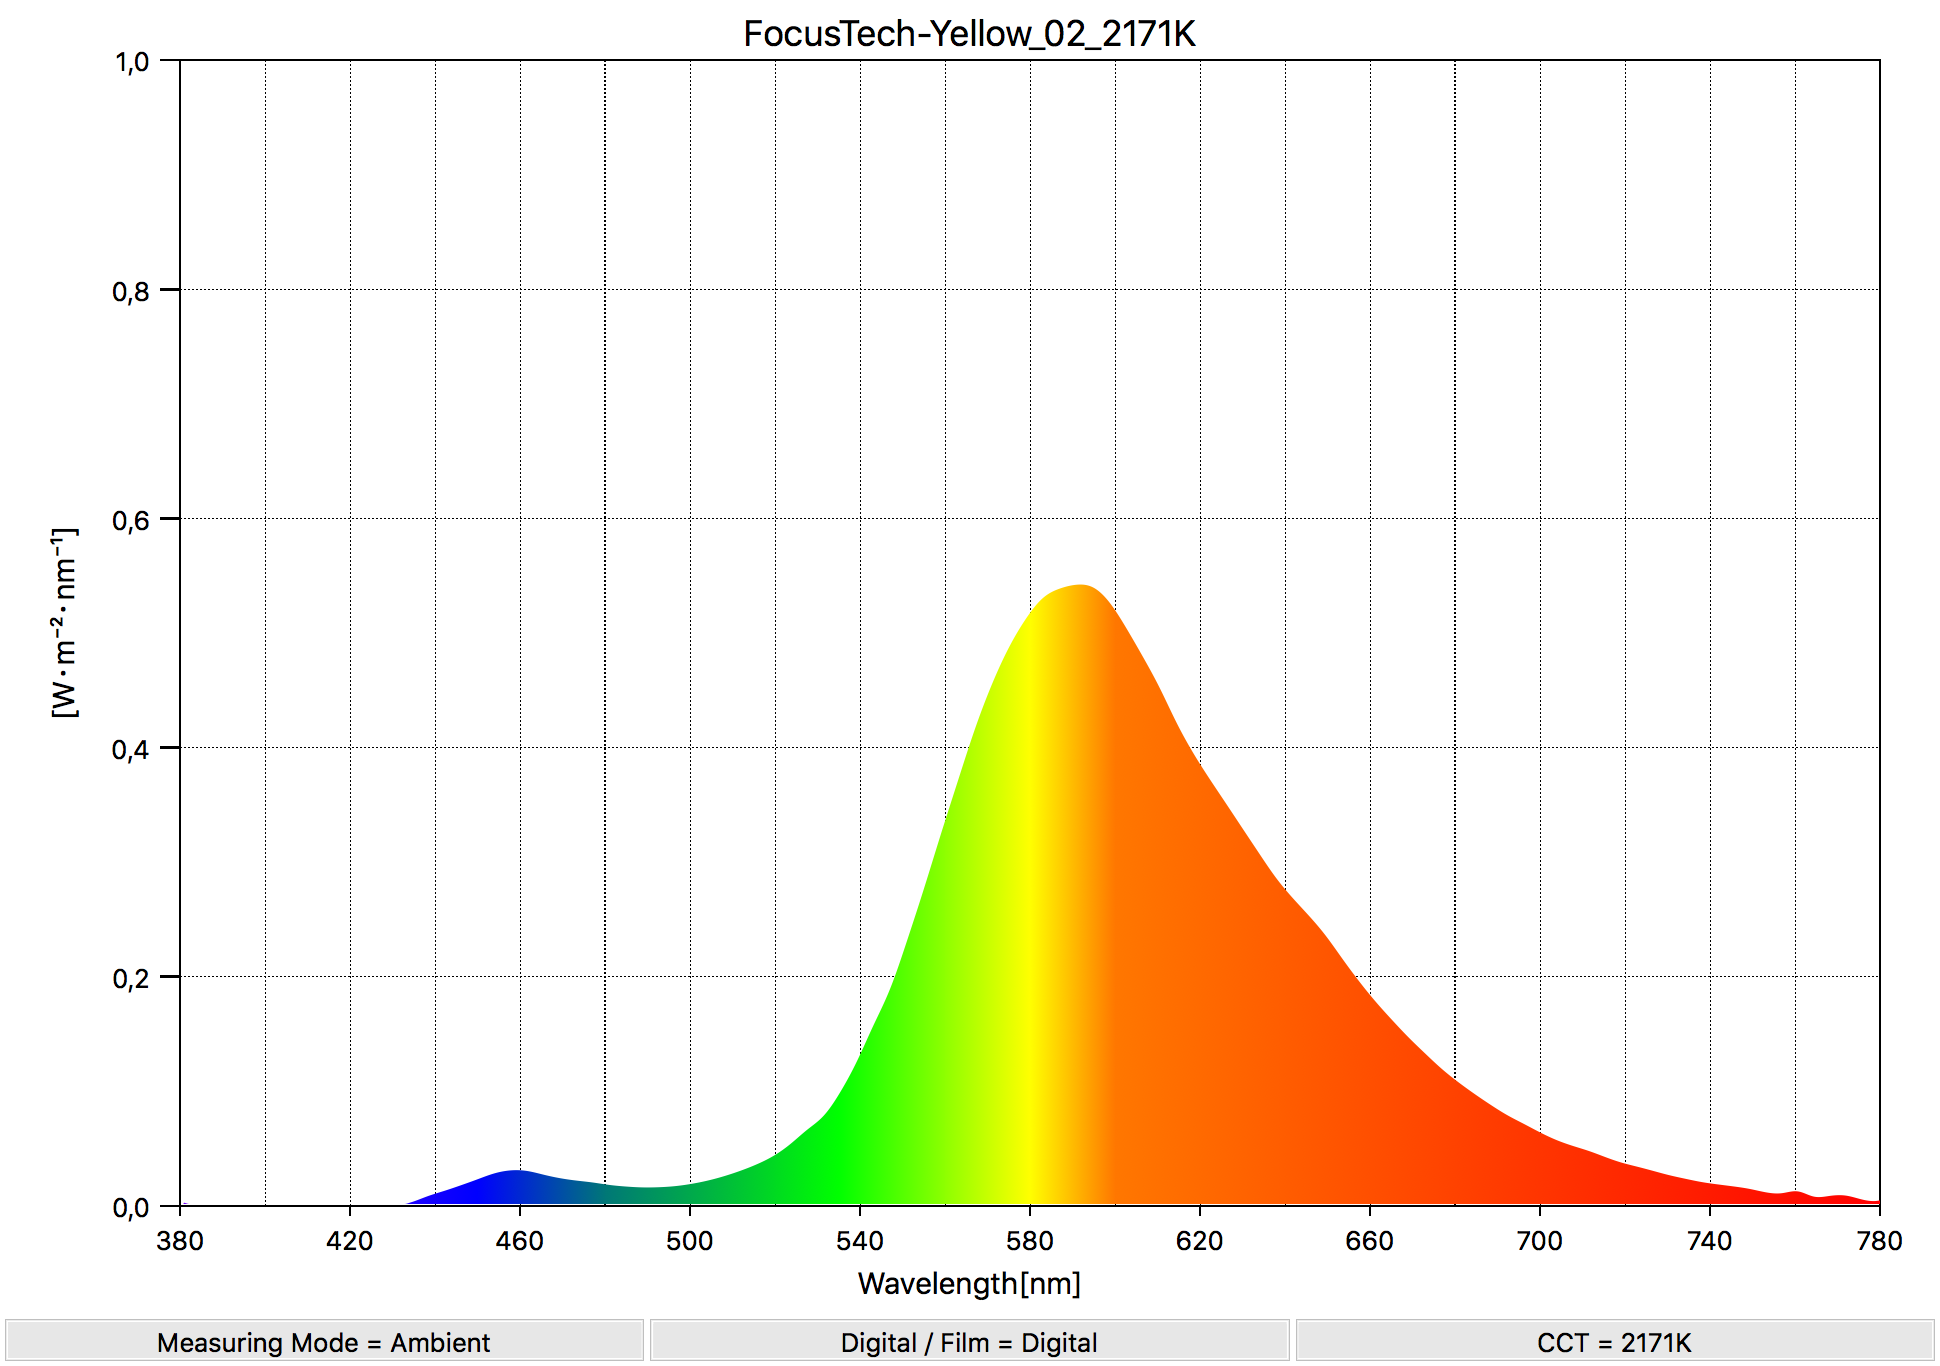 FocusTech-Yellow_02_2171K
1,0
0,8
0,6
0,4
0,2
0,0
[W·m⁻²·nm⁻¹]
380 420 460 500 540 580 620 660 700 740 780
Wavelength[nm]
Measuring Mode = Ambient
Digital / Film = Digital
CCT = 2171K